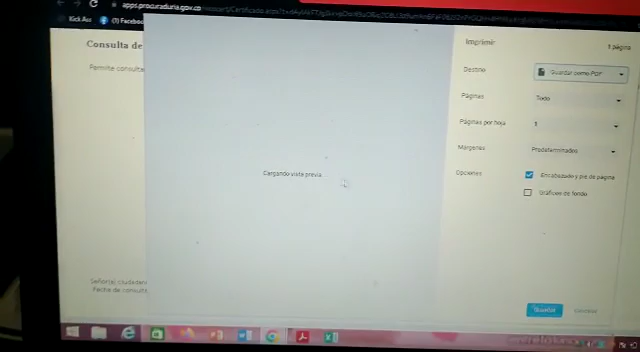 apps.procuraduria.gov.co
Kick Ass
(1) Facebo
Consulta de
Permite consulta
Cargando vista previa
Señor(a) ciudadan
Fecha de consulta
Imprimir
1 página
Destino
Guardar como PDF
Páginas
Todo
Páginas por hoja
1
Márgenes
Predeterminados
Opciones
Encabezado y pie de página
Gráficos de fondo
Guardar
Cancelar